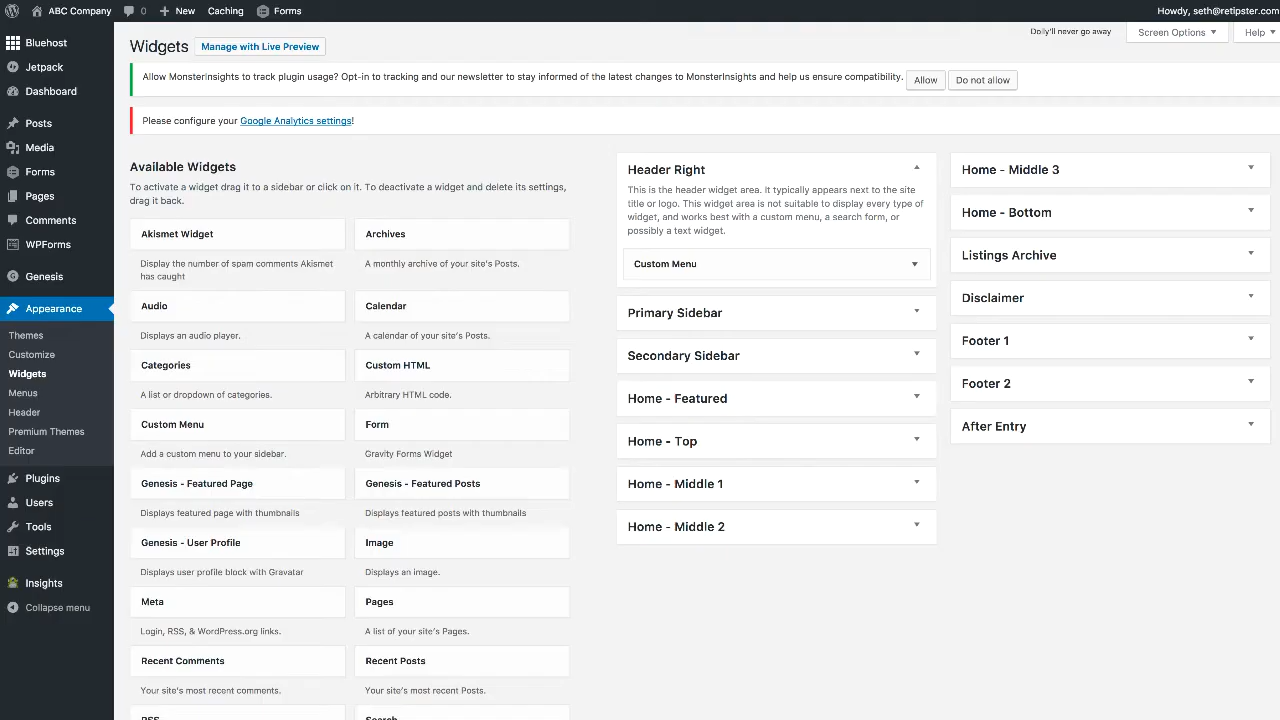 ABC Company 0 New Caching Forms Howdy, seth@retipster.com
Bluehost
Jetpack
Dashboard
Posts
Media
Forms
Pages
Comments
WPForms
Genesis
Appearance
Themes
Customize
Widgets
Menus
Header
Premium Themes
Editor
Plugins
Users
Tools
Settings
Insights
Collapse menu
Dolly'll never go away
Screen Options
Help
Widgets
Manage with Live Preview
Allow MonsterInsights to track plugin usage? Opt-in to tracking and our newsletter to stay informed of the latest changes to MonsterInsights and help us ensure compatibility. Allow Do not allow
Please configure your Google Analytics settings!
Available Widgets
To activate a widget drag it to a sidebar or click on it. To deactivate a widget and delete its settings,
drag it back.
Akismet Widget
Display the number of spam comments Akismet
has caught
Archives
A monthly archive of your site's Posts.
Audio
Displays an audio player.
Calendar
A calendar of your site's Posts.
Categories
A list or dropdown of categories.
Custom HTML
Arbitrary HTML code.
Custom Menu
Add a custom menu to your sidebar.
Form
Gravity Forms Widget
Genesis - Featured Page
Displays featured page with thumbnails
Genesis - Featured Posts
Displays featured posts with thumbnails
Genesis - User Profile
Displays user profile block with Gravatar
Image
Displays an image.
Meta
Login, RSS, & WordPress.org links.
Pages
A list of your site's Pages.
Recent Comments
Your site's most recent comments.
Recent Posts
Your site's most recent Posts.
RSS
Search
Header Right
This is the header widget area. It typically appears next to the site
title or logo. This widget area is not suitable to display every type of
widget, and works best with a custom menu, a search form, or
possibly a text widget.
Custom Menu
Primary Sidebar
Secondary Sidebar
Home - Featured
Home - Top
Home - Middle 1
Home - Middle 2
Home - Middle 3
Home - Bottom
Listings Archive
Disclaimer
Footer 1
Footer 2
After Entry